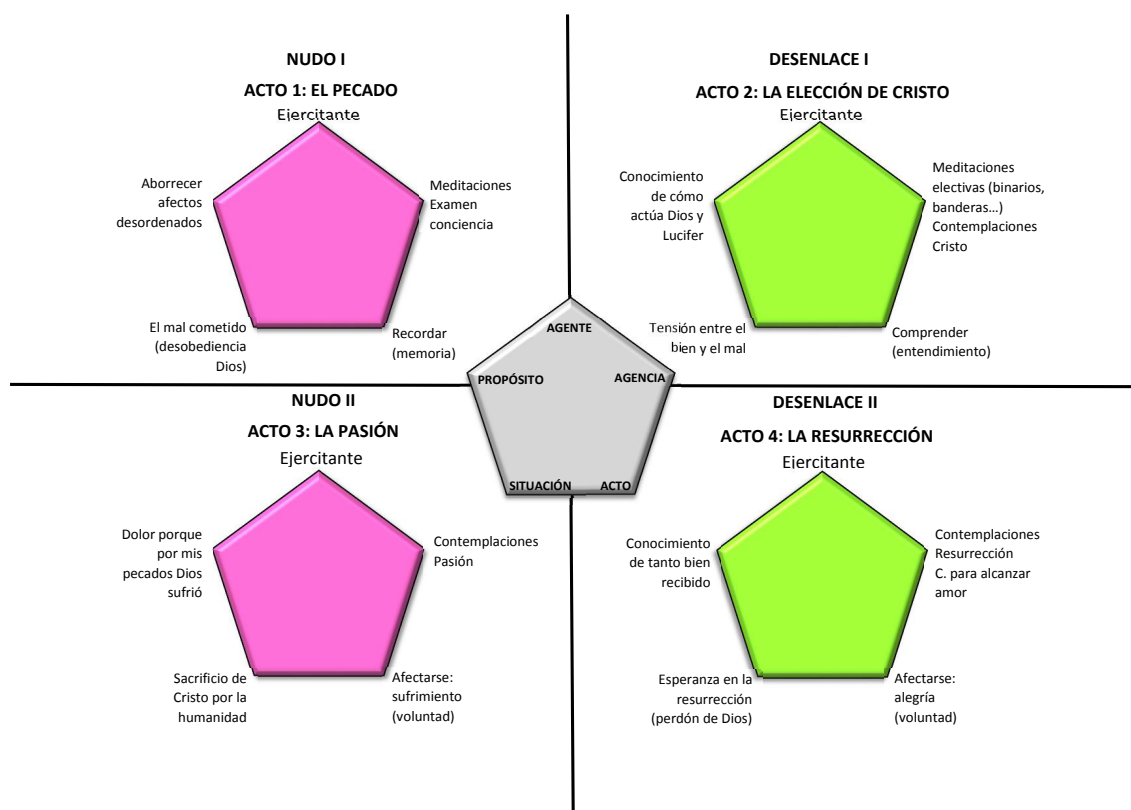 NUDO I
ACTO 1: EL PECADO
Ejercitante
Aborrecer
afectos
desordenados
Meditaciones
Examen
conciencia
El mal cometido
(desobediencia
Dios)
Recordar
(memoria)
DESENLACE I
ACTO 2: LA ELECCIÓN DE CRISTO
Ejercitante
Conocimiento
de cómo
actúa Dios y
Lucifer
Meditaciones
electivas (binarios,
banderas...)
Contemplaciones
Cristo
Tensión entre el
bien y el mal
Comprender
(entendimiento)
AGENTE
PROPÓSITO
AGENCIA
SITUACIÓN
ACTO
NUDO II
ACTO 3: LA PASIÓN
Ejercitante
Dolor porque
por mis
pecados Dios
sufrió
Contemplaciones
Pasión
Sacrificio de
Cristo por la
humanidad
Afectarse:
sufrimiento
(voluntad)
DESENLACE II
ACTO 4: LA RESURRECCIÓN
Ejercitante
Conocimiento
de tanto bien
recibido
Contemplaciones
Resurrección
C. para alcanzar
amor
Esperanza en la
resurrección
(perdón de Dios)
Afectarse:
alegría
(voluntad)